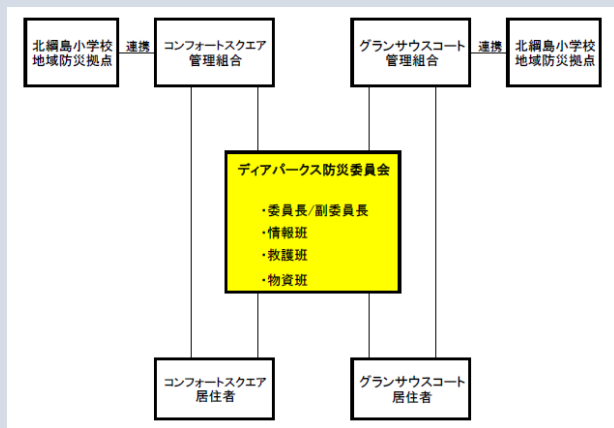 北綱島小学校
地域防災拠点
連携
コンフォートスクエア
管理組合
グランサウスコート
管理組合
連携
北綱島小学校
地域防災拠点
ディアパークス防災委員会
・委員長/副委員長
・情報班
・救護班
・物資班
コンフォートスクエア
居住者
グランサウスコート
居住者